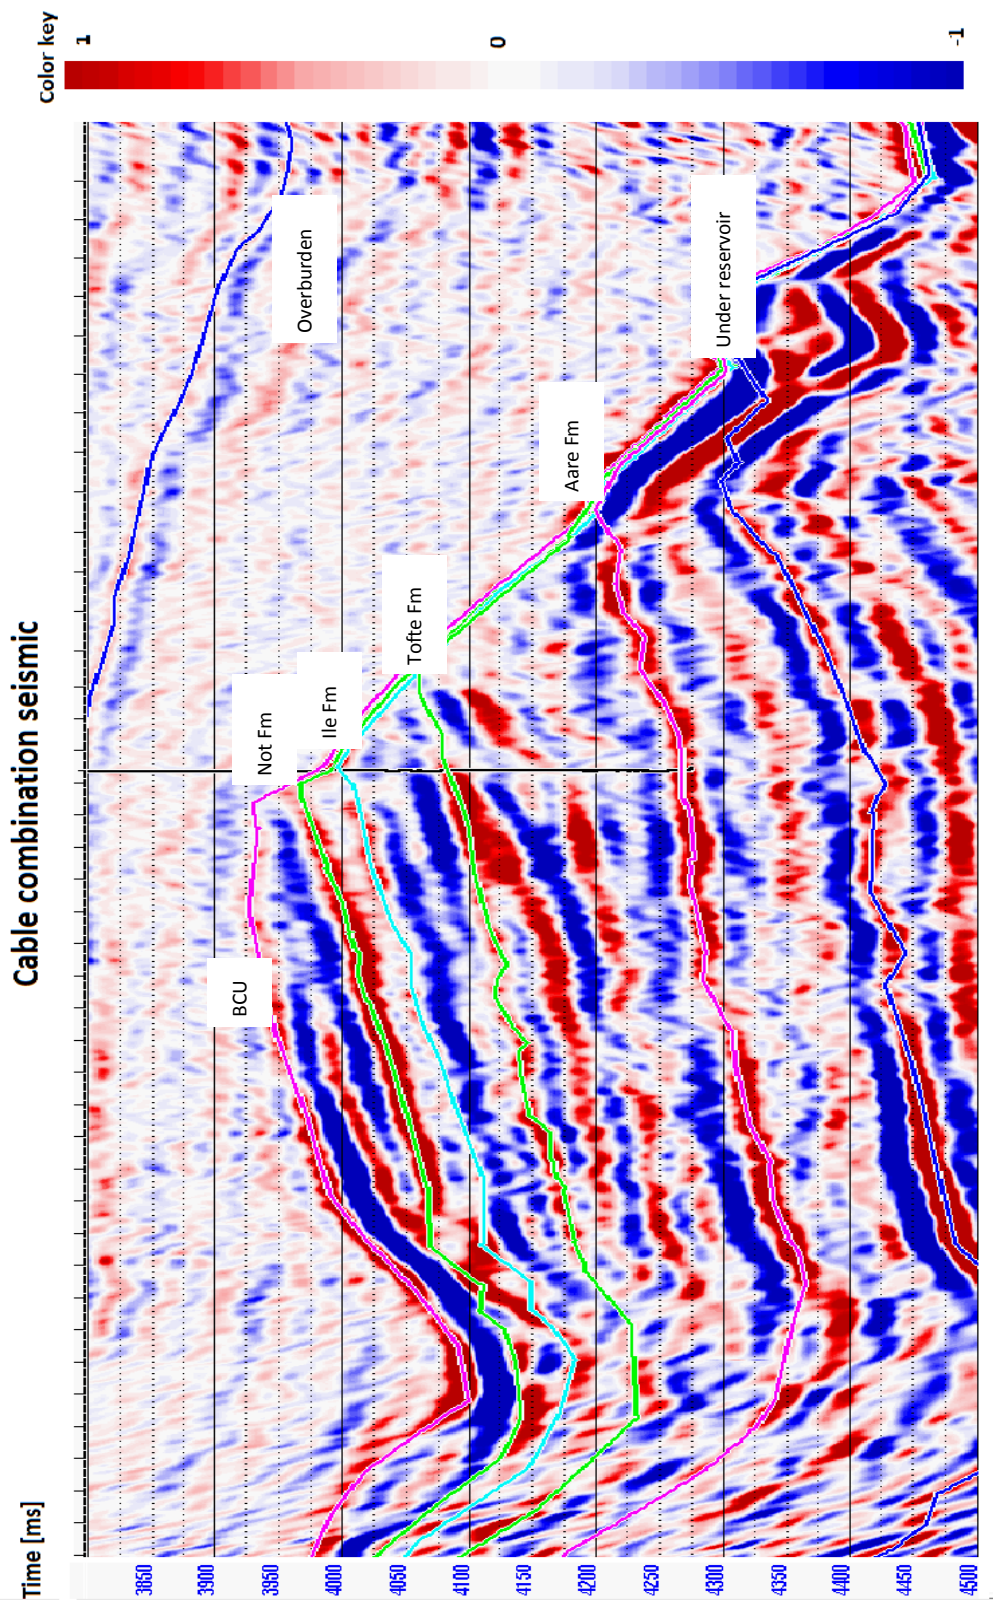 Cable combination seismic
Time [ms]
Color key
1
0
-1
3850
3900
3950
4000
4050
4100
4150
4200
4250
4300
4350
4400
4450
4500
BCU
Not Fm
Ile Fm
Tofte Fm
Aare Fm
Overburden
Under reservoir